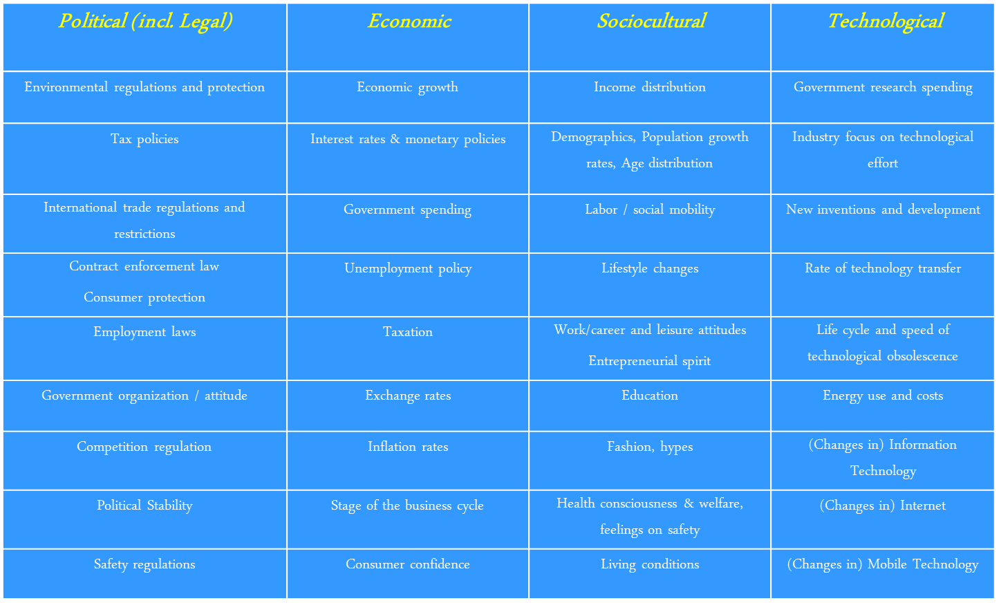 Political (incl. Legal)
Economic
Sociocultural
Technological
Environmental regulations and protection
Economic growth
Income distribution
Government research spending
Tax policies
Interest rates & monetary policies
Demographics, Population growth
rates, Age distribution
Industry focus on technological
effort
International trade regulations and
restrictions
Government spending
Labor / social mobility
New inventions and development
Contract enforcement law
Consumer protection
Unemployment policy
Lifestyle changes
Rate of technology transfer
Employment laws
Taxation
Work/career and leisure attitudes
Entrepreneurial spirit
Life cycle and speed of
technological obsolescence
Government organization / attitude
Exchange rates
Education
Energy use and costs
Competition regulation
Inflation rates
Fashion, hypes
(Changes in) Information
Technology
Political Stability
Stage of the business cycle
Health consciousness & welfare,
feelings on safety
(Changes in) Internet
Safety regulations
Consumer confidence
Living conditions
(Changes in) Mobile Technology